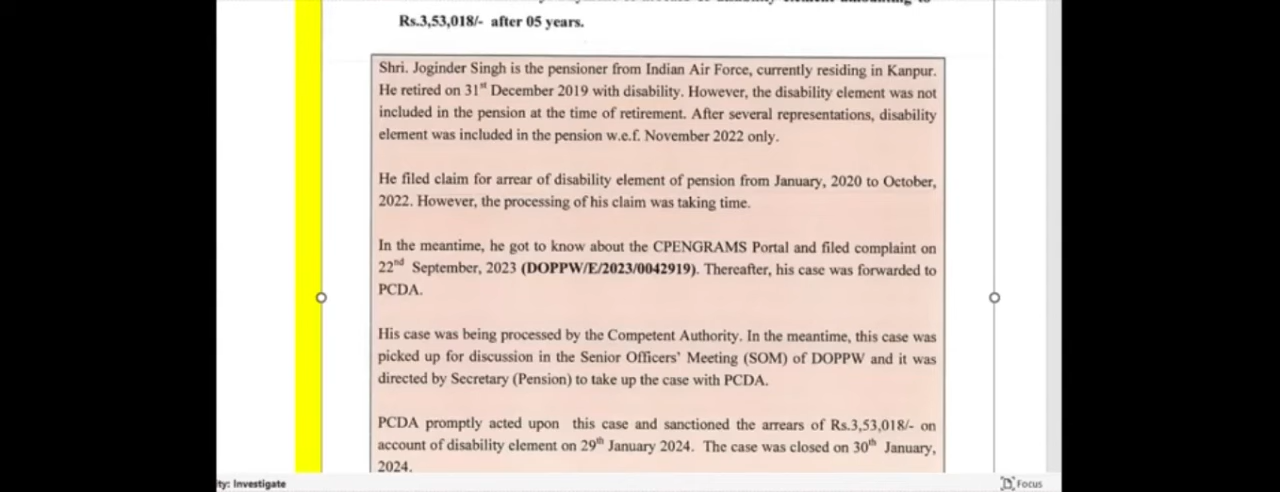 Rs.3,53,018/- after 05 years.
Shri. Joginder Singh is the pensioner from Indian Air Force, currently residing in Kanpur.
He retired on 31st December 2019 with disability. However, the disability element was not
included in the pension at the time of retirement. After several representations, disability
element was included in the pension w.e.f. November 2022 only.
He filed claim for arrear of disability element of pension from January, 2020 to October,
2022. However, the processing of his claim was taking time.
In the meantime, he got to know about the CPENGRAMS Portal and filed complaint on
22nd September, 2023 (DOPPW/E/2023/0042919). Thereafter, his case was forwarded to
PCDA.
His case was being processed by the Competent Authority. In the meantime, this case was
picked up for discussion in the Senior Officers' Meeting (SOM) of DOPPW and it was
directed by Secretary (Pension) to take up the case with PCDA.
PCDA promptly acted upon this case and sanctioned the arrears of Rs.3,53,018/- on
account of disability element on 29th January 2024. The case was closed on 30th January,
2024.
ty: Investigate
Focus